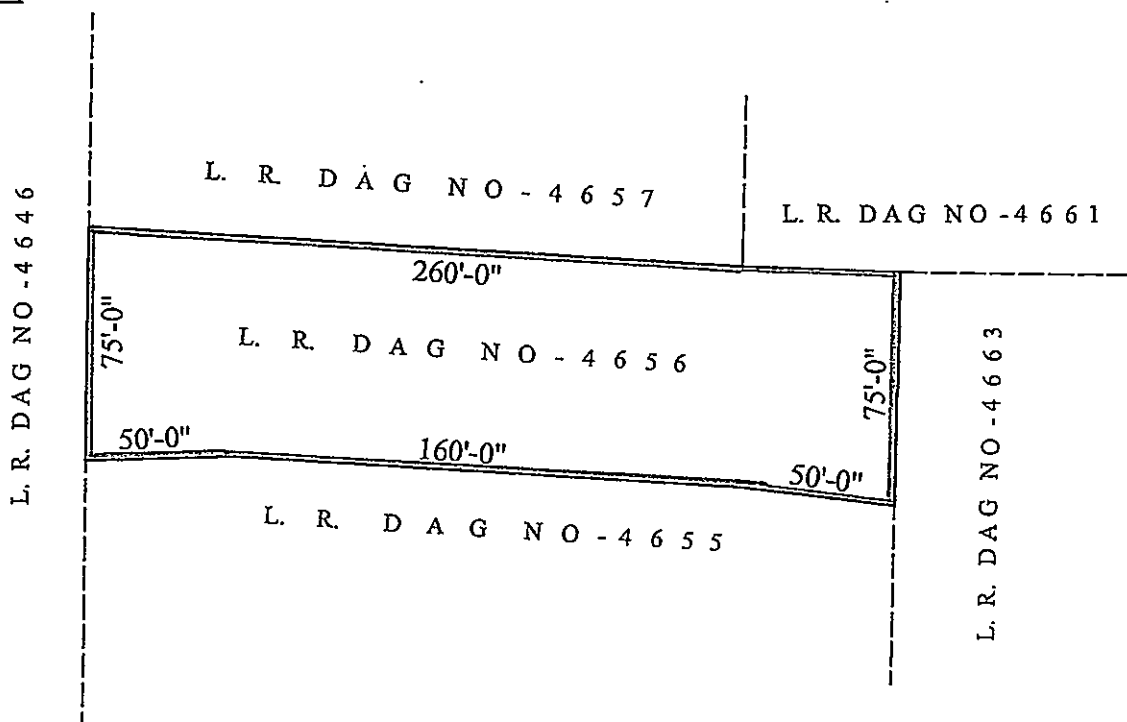 L. R. DAG NO-4657
L. R. DAG NO-4661
L. R. DAG NO-4646
260'-0"
75'-0"
L. R. DAG NO-4656
75'-0"
L. R. DAG NO-4663
50'-0"
160'-0"
50'-0"
L. R. DAG NO-4655